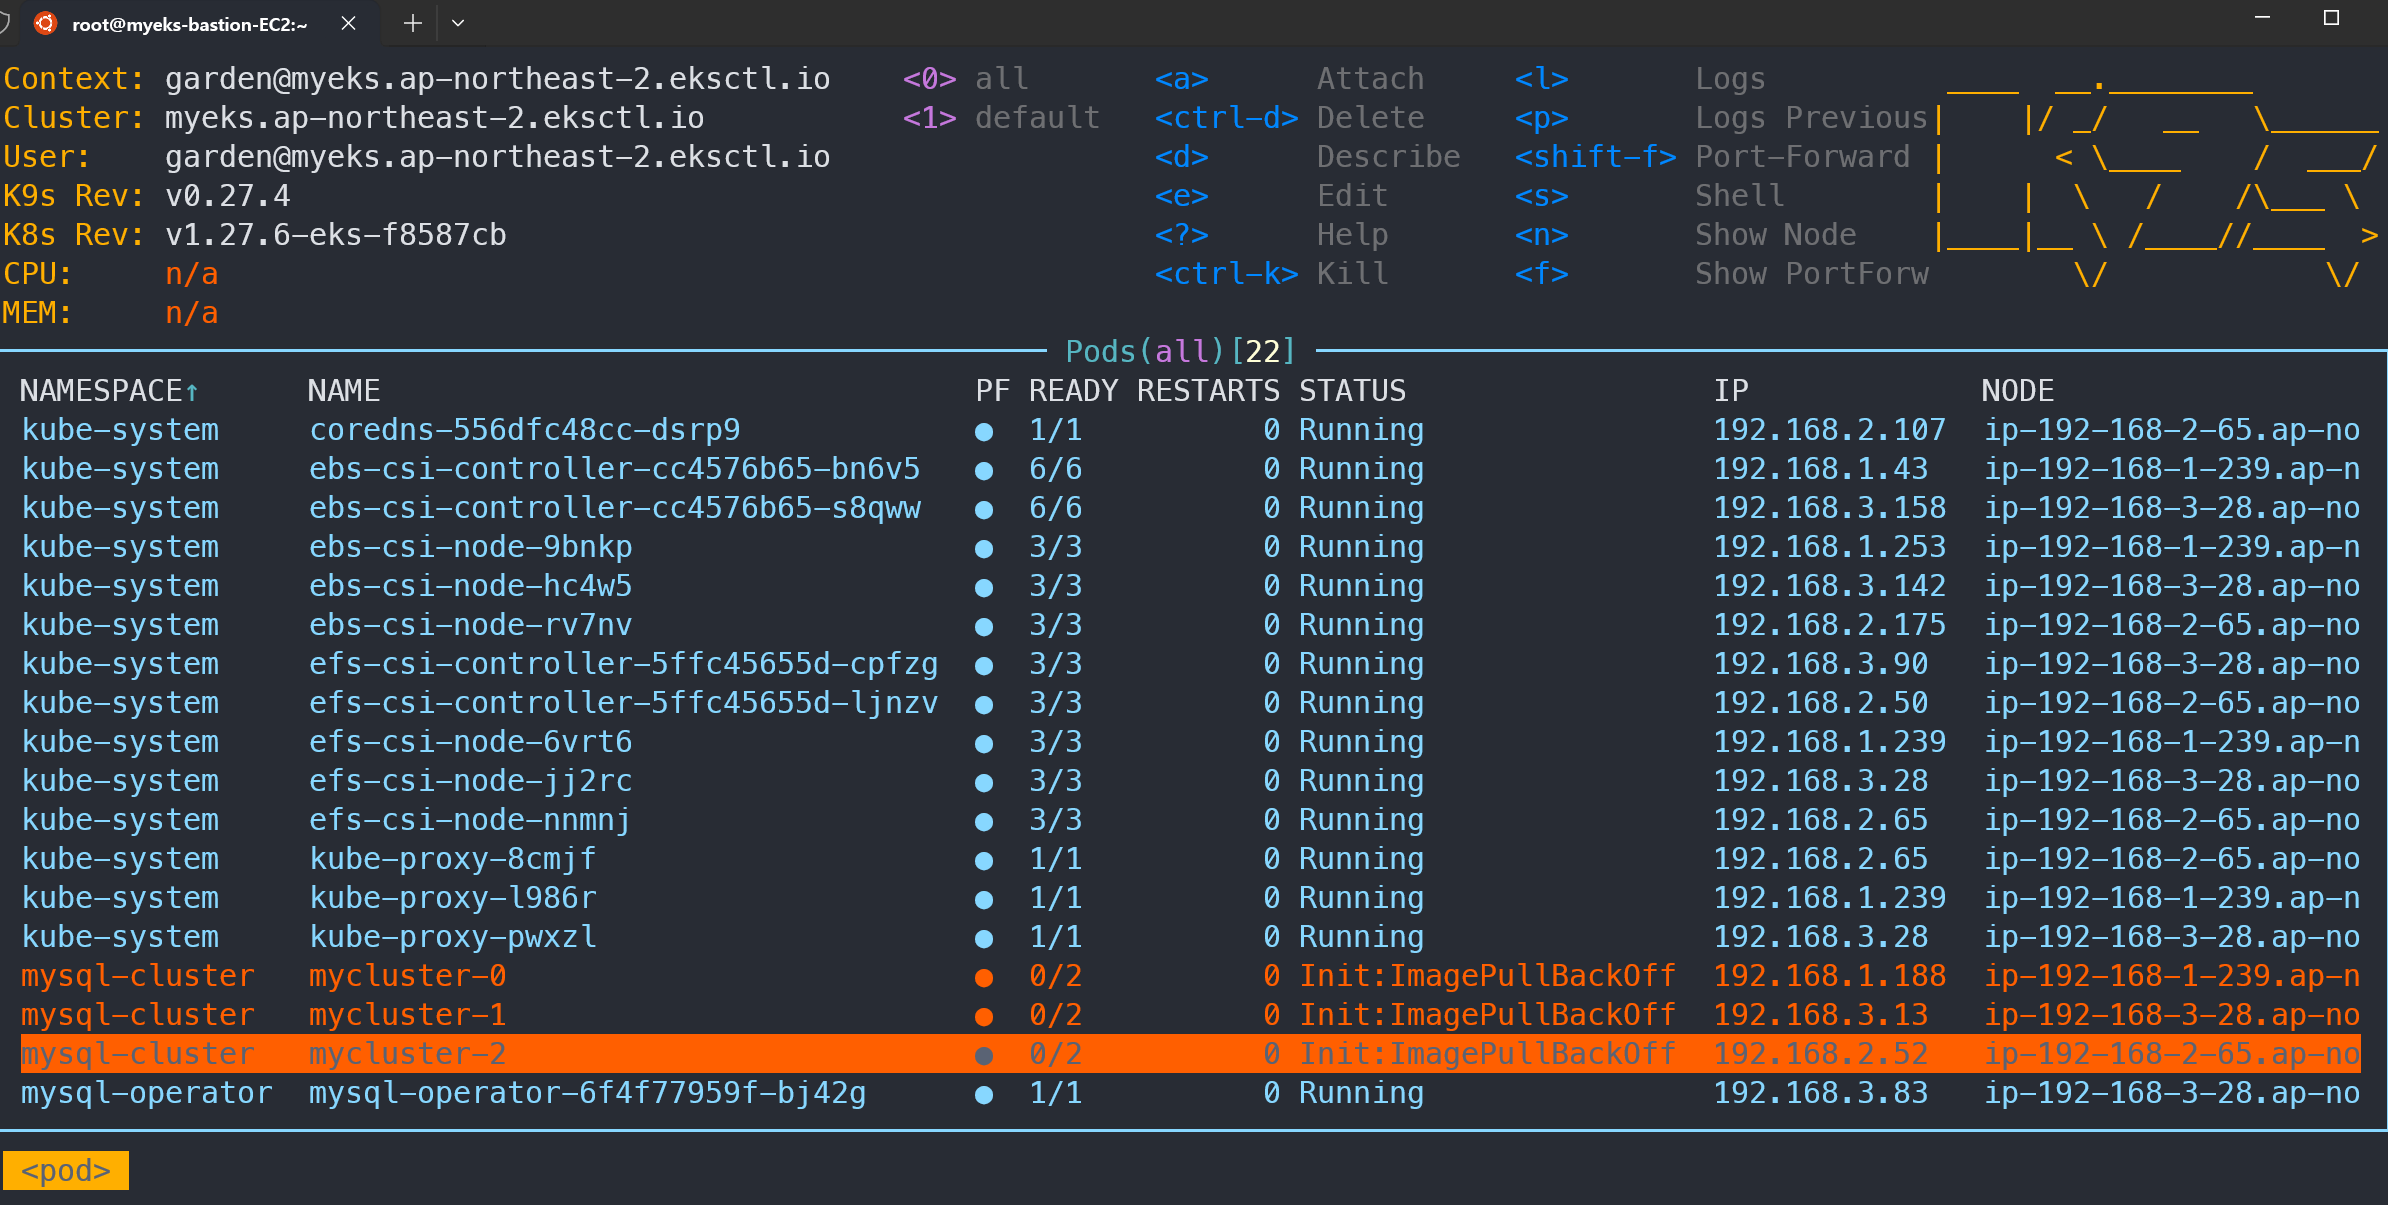 root@myeks-bastion-EC2:~
Context: garden@myeks.ap-northeast-2.eksctl.io <0> all <a> Attach <l> Logs
Cluster: myeks.ap-northeast-2.eksctl.io <1> default <ctrl-d> Delete <p> Logs Previous
User: garden@myeks.ap-northeast-2.eksctl.io <d> Describe <shift-f> Port-Forward
K9s Rev: v0.27.4 <e> Edit <s> Shell
K8s Rev: v1.27.6-eks-f8587cb <?> Help <n> Show Node
CPU: n/a <ctrl-k> Kill <f> Show PortForw
MEM: n/a
Pods(all)[22]
NAMESPACE↑ NAME PF READY RESTARTS STATUS IP NODE
kube-system coredns-556dfc48cc-dsrp9 ● 1/1 0 Running 192.168.2.107 ip-192-168-2-65.ap-no
kube-system ebs-csi-controller-cc4576b65-bn6v5 ● 6/6 0 Running 192.168.1.43 ip-192-168-1-239.ap-n
kube-system ebs-csi-controller-cc4576b65-s8qww ● 6/6 0 Running 192.168.3.158 ip-192-168-3-28.ap-no
kube-system ebs-csi-node-9bnkp ● 3/3 0 Running 192.168.1.253 ip-192-168-1-239.ap-n
kube-system ebs-csi-node-hc4w5 ● 3/3 0 Running 192.168.3.142 ip-192-168-3-28.ap-no
kube-system ebs-csi-node-rv7nv ● 3/3 0 Running 192.168.2.175 ip-192-168-2-65.ap-no
kube-system efs-csi-controller-5ffc45655d-cpfzg ● 3/3 0 Running 192.168.3.90 ip-192-168-3-28.ap-no
kube-system efs-csi-controller-5ffc45655d-ljnzv ● 3/3 0 Running 192.168.2.50 ip-192-168-2-65.ap-no
kube-system efs-csi-node-6vrt6 ● 3/3 0 Running 192.168.1.239 ip-192-168-1-239.ap-n
kube-system efs-csi-node-jj2rc ● 3/3 0 Running 192.168.3.28 ip-192-168-3-28.ap-no
kube-system efs-csi-node-nnmnj ● 3/3 0 Running 192.168.2.65 ip-192-168-2-65.ap-no
kube-system kube-proxy-8cmjf ● 1/1 0 Running 192.168.2.65 ip-192-168-2-65.ap-no
kube-system kube-proxy-l986r ● 1/1 0 Running 192.168.1.239 ip-192-168-1-239.ap-n
kube-system kube-proxy-pwxzl ● 1/1 0 Running 192.168.3.28 ip-192-168-3-28.ap-no
mysql-cluster mycluster-0 ● 0/2 0 Init:ImagePullBackOff 192.168.1.188 ip-192-168-1-239.ap-n
mysql-cluster mycluster-1 ● 0/2 0 Init:ImagePullBackOff 192.168.3.13 ip-192-168-3-28.ap-no
mysql-cluster mycluster-2 ● 0/2 0 Init:ImagePullBackOff 192.168.2.52 ip-192-168-2-65.ap-no
mysql-operator mysql-operator-6f4f77959f-bj42g ● 1/1 0 Running 192.168.3.83 ip-192-168-3-28.ap-no
<pod>